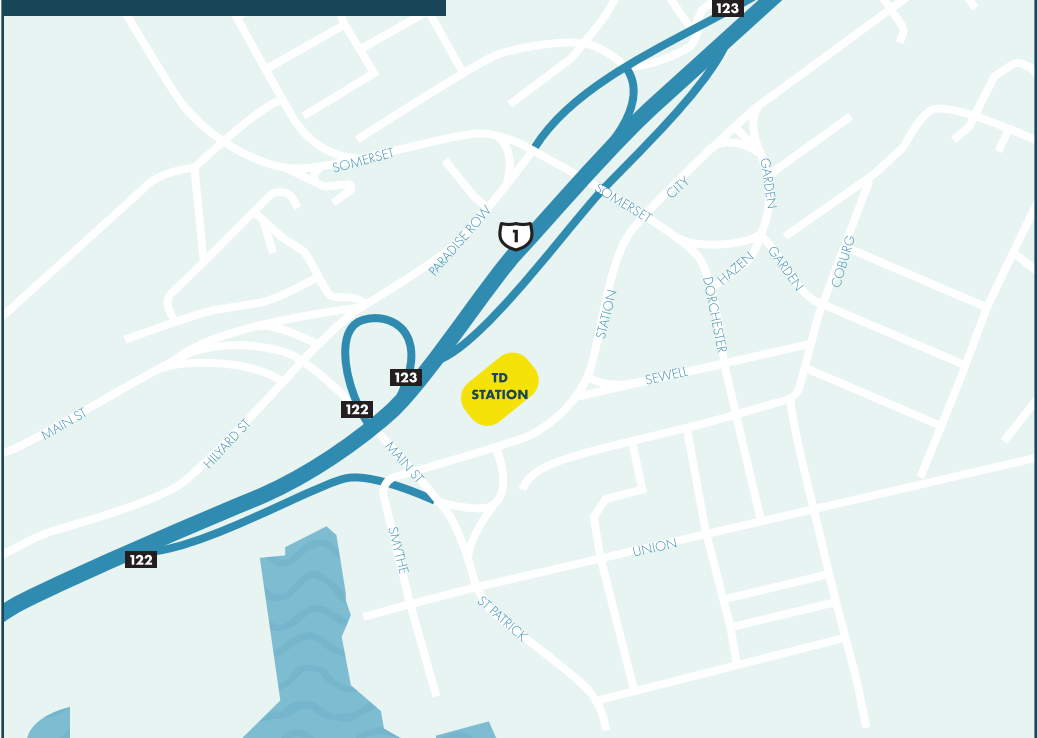 123
SOMERSET
GARDEN
CITY
SOMERSET
PARADISE ROW
1
COBURG
HAZEN
GARDEN
STATION
DORCHESTER
123
TD
STATION
SEWELL
122
MAIN ST
HILYARD ST
MAIN ST
SMYTHE
UNION
122
ST PATRICK